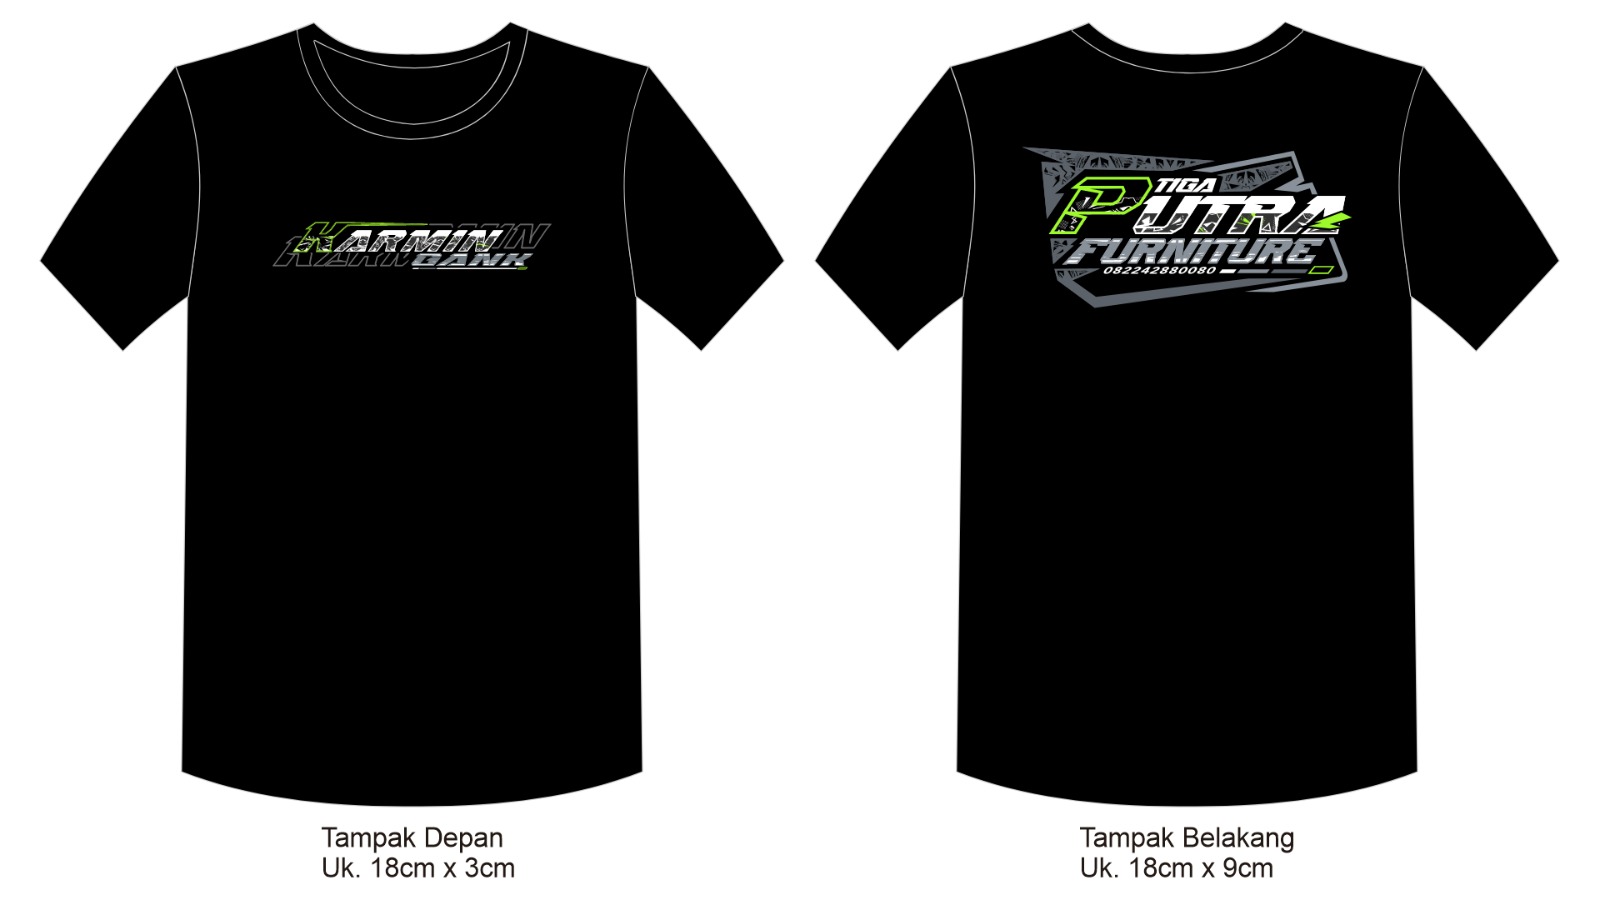 KARMIN
GANK
TIGA
PUTRA
FURNITURE
082242880080
Tampak Depan
Uk. 18cm x 3cm
Tampak Belakang
Uk. 18cm x 9cm